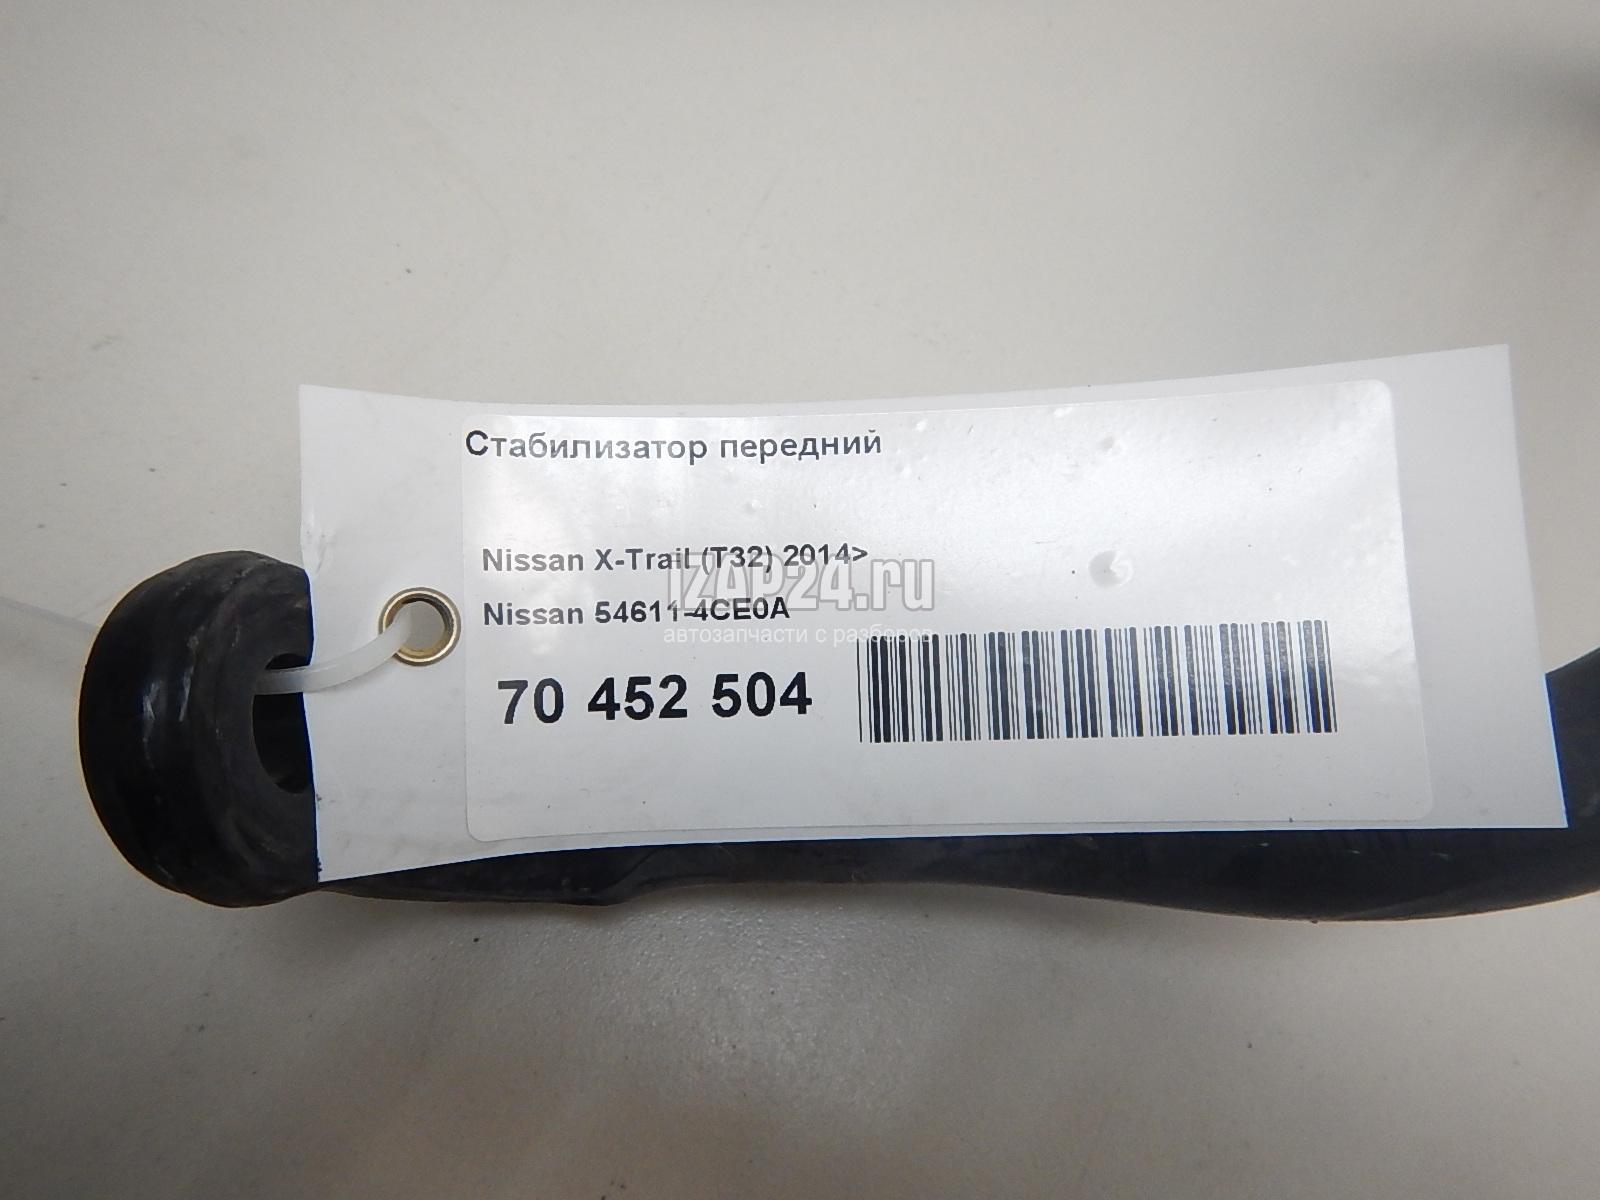 Стабилизатор передний
Nissan X-Trail (T32) 2014>
IZAP24.ru
Nissan 54611-4CE0A
автозапчасти с разборов
70 452 504